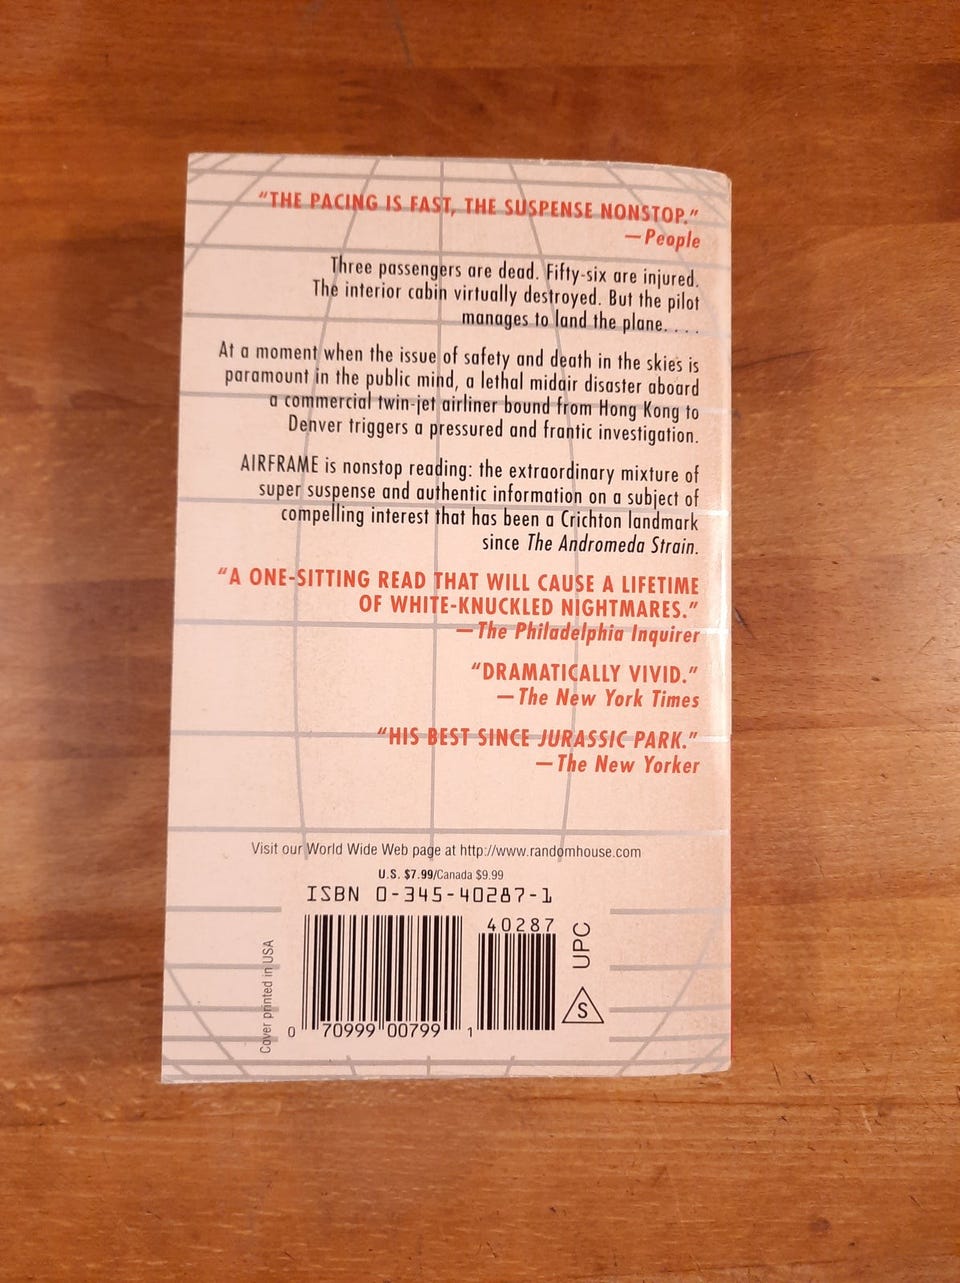 “THE PACING IS FAST, THE SUSPENSE NONSTOP.”
—People
Three passengers are dead. Fifty-six are injured.
The interior cabin virtually destroyed. But the pilot
manages to land the plane. . . .
At a moment when the issue of safety and death in the skies is
paramount in the public mind, a lethal midair disaster aboard
a commercial twin-jet airliner bound from Hong Kong to
Denver triggers a pressured and frantic investigation.
AIRFRAME is nonstop reading: the extraordinary mixture of
super suspense and authentic information on a subject of
compelling interest that has been a Crichton landmark
since The Andromeda Strain.
“A ONE-SITTING READ THAT WILL CAUSE A LIFETIME
OF WHITE-KNUCKLED NIGHTMARES.”
—The Philadelphia Inquirer
“DRAMATICALLY VIVID.”
—The New York Times
“HIS BEST SINCE JURASSIC PARK.”
—The New Yorker
Visit our World Wide Web page at http://www.randomhouse.com
U.S. $7.99/Canada $9.99
ISBN 0-345-40287-1
40287
UPC
S
0 70999 00799 1
Cover printed in USA